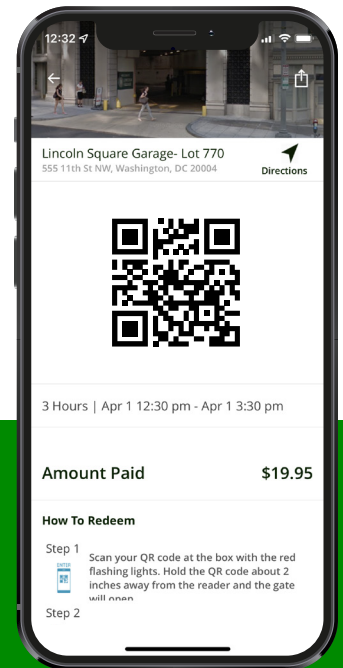 12:32
Lincoln Square Garage- Lot 770
555 11th St NW, Washington, DC 20004
Directions
3 Hours | Apr 1 12:30 pm - Apr 1 3:30 pm
Amount Paid $19.95
How To Redeem
Step 1
ENTER
Scan your QR code at the box with the red
flashing lights. Hold the QR code about 2
inches away from the reader and the gate
will open
Step 2